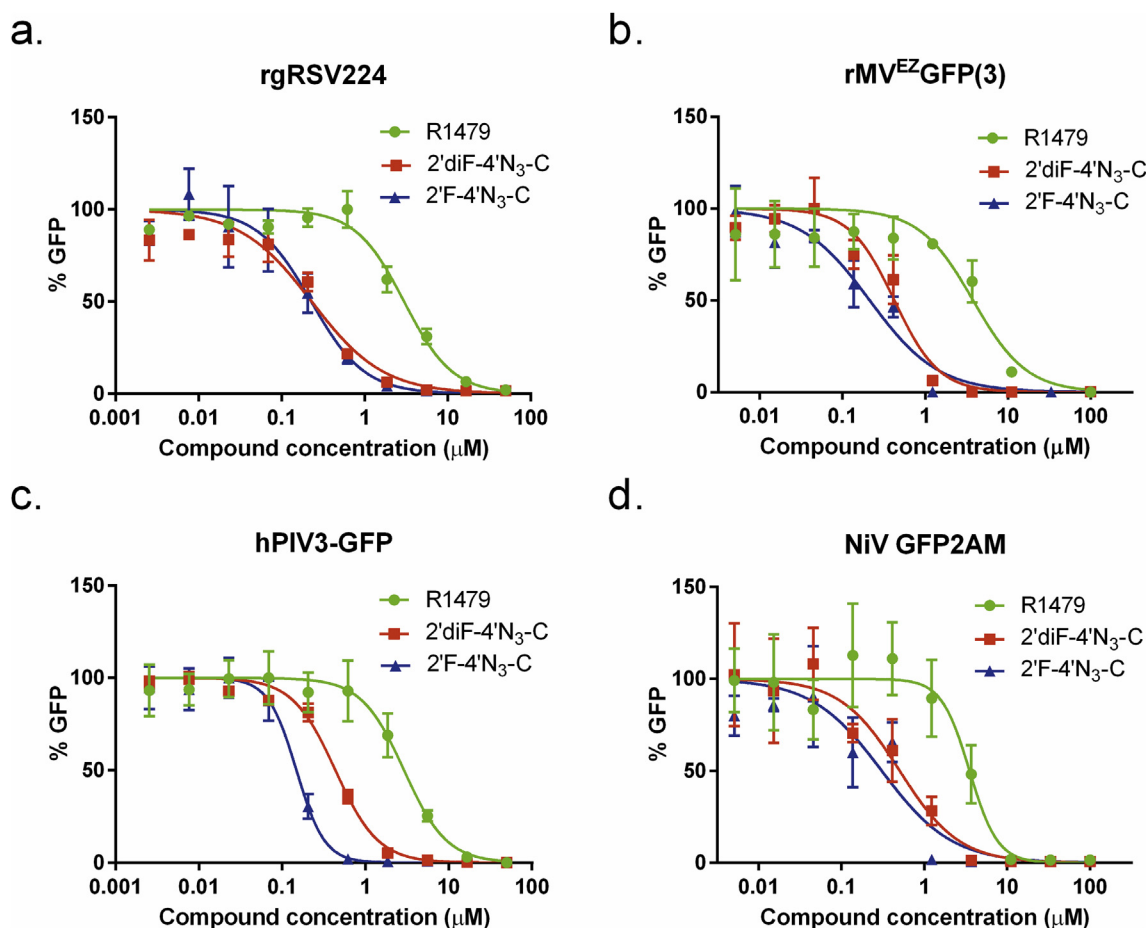 a.
rgRSV224
150
100
50
0
% GFP
R1479
2'diF-4'N₃-C
2'F-4'N₃-C
0.001 0.01 0.1 1 10 100
Compound concentration (μM)
b.
rMV^EZGFP(3)
150
100
50
0
% GFP
R1479
2'diF-4'N₃-C
2'F-4'N₃-C
0.01 0.1 1 10 100
Compound concentration (μM)
c.
hPIV3-GFP
150
100
50
0
% GFP
R1479
2'diF-4'N₃-C
2'F-4'N₃-C
0.001 0.01 0.1 1 10 100
Compound concentration (μM)
d.
NiV GFP2AM
150
100
50
0
% GFP
R1479
2'diF-4'N₃-C
2'F-4'N₃-C
0.01 0.1 1 10 100
Compound concentration (μM)